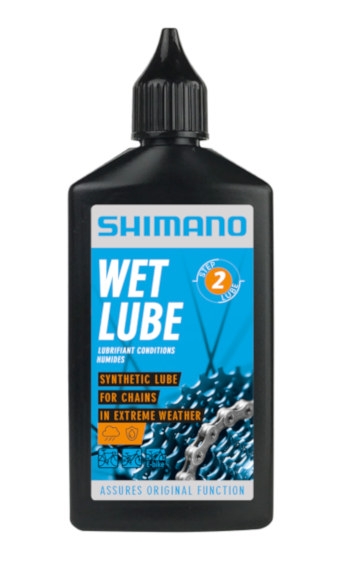 SHIMANO
WET
LUBE
STEP
2
LUBE
LUBRIFIANT CONDITIONS
HUMIDES
SYNTHETIC LUBE
FOR CHAINS
IN EXTREME WEATHER
ASSURES ORIGINAL FUNCTION